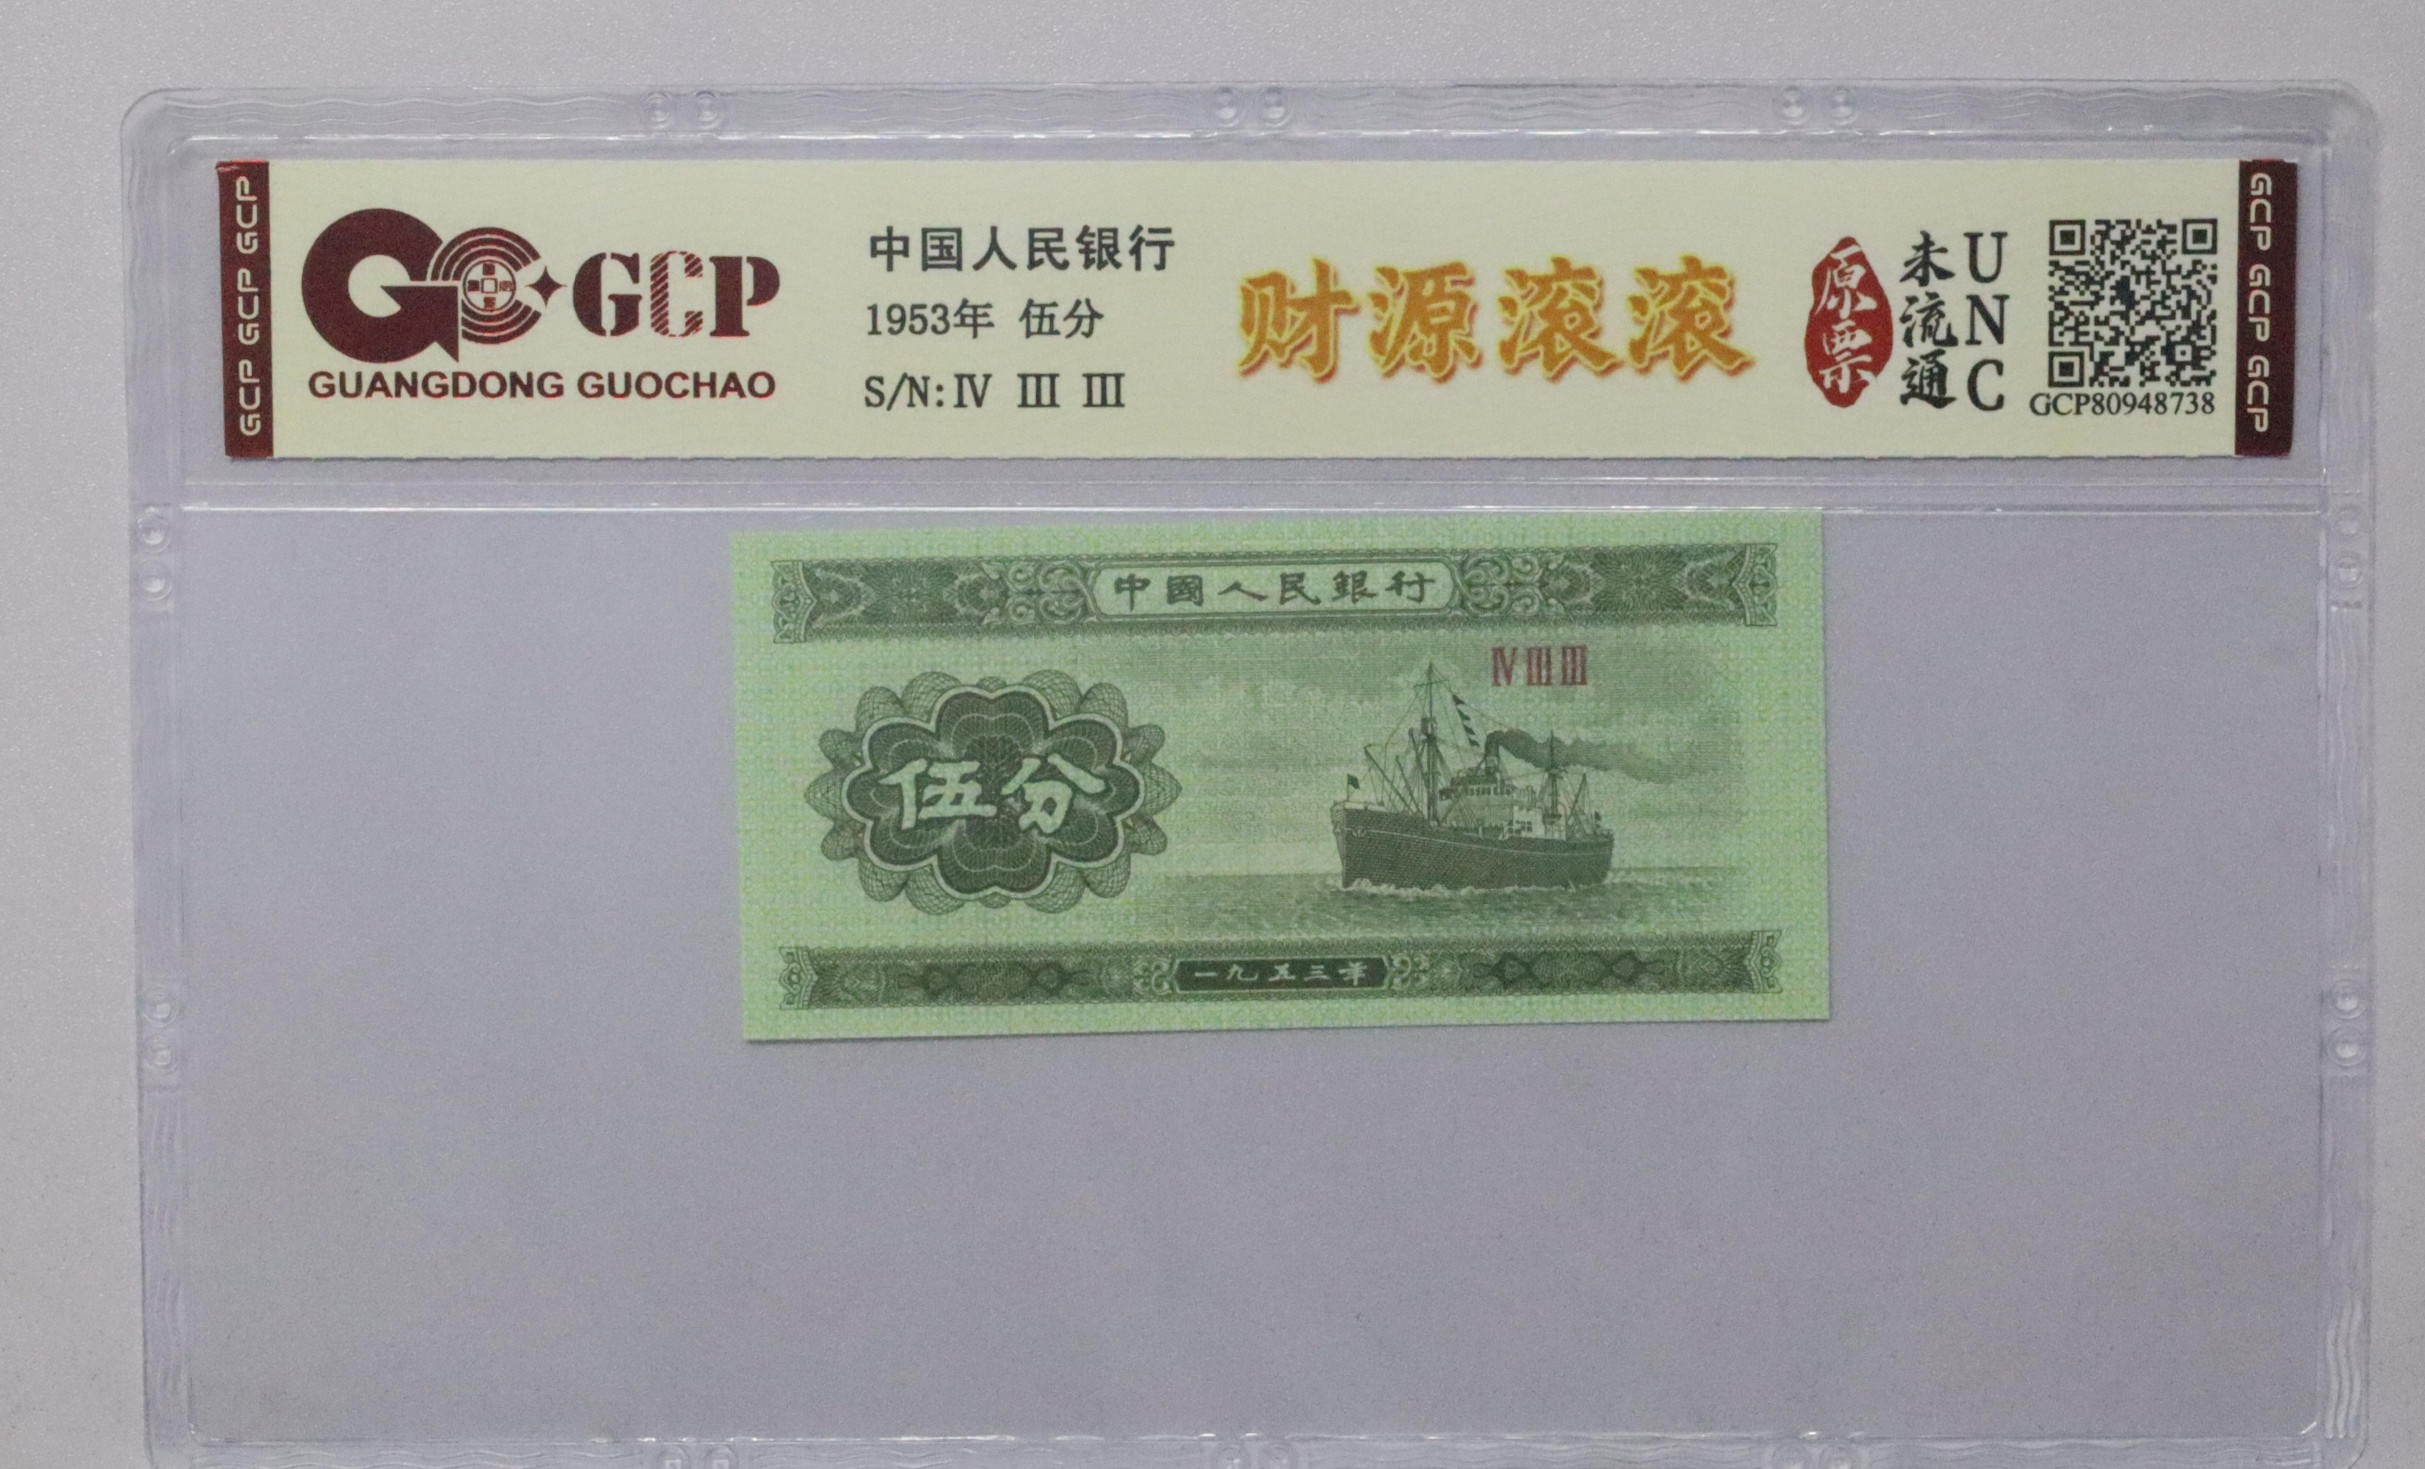 GCP GCP GCP
GCP
GUANGDONG GUOCHAO
中国人民银行
1953年 伍分
S/N: Ⅳ Ⅲ Ⅲ
财源滚滚
原票
未流通
UNC
GCP80948738
GCP GCP GCP
中國人民銀行
Ⅳ Ⅲ Ⅲ
伍分
一九五三年